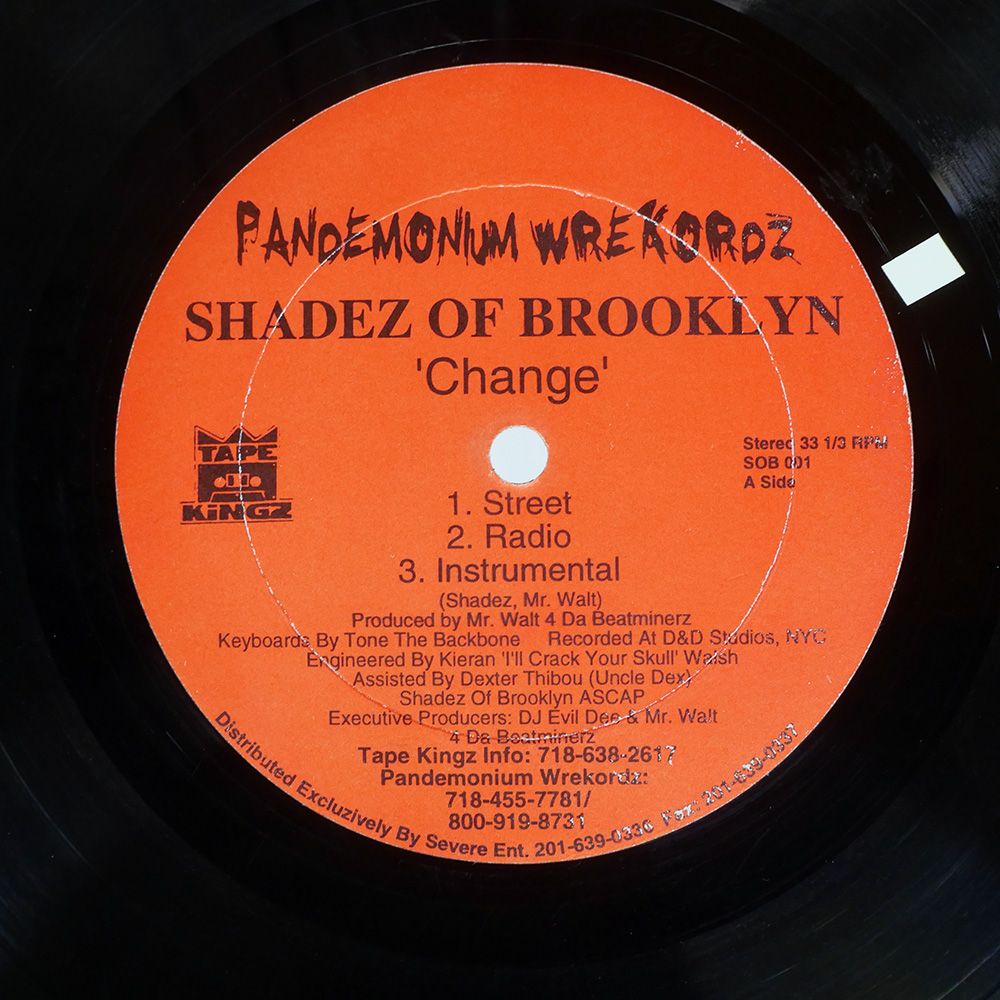 PANDEMONIUM WREKORDZ
SHADEZ OF BROOKLYN
'Change'
TAPE
KINGZ
Stereo 33 1/3 RPM
SOB 001
A Side
1. Street
2. Radio
3. Instrumental
(Shadez, Mr. Walt)
Produced by Mr. Walt 4 Da Beatminerz
Keyboards By Tone The Backbone Recorded At D&D Studios, NYC
Engineered By Kieran 'I'll Crack Your Skull' Walsh
Assisted By Dexter Thibou (Uncle Dex)
Shadez Of Brooklyn ASCAP
Executive Producers: DJ Evil Dee & Mr. Walt
4 Da Beatminerz
Tape Kingz Info: 718-638-2617
Pandemonium Wrekordz:
718-455-7781/
800-919-8731
Distributed Excluzively By Severe Ent. 201-639-0336 Fax: 201-639-0337